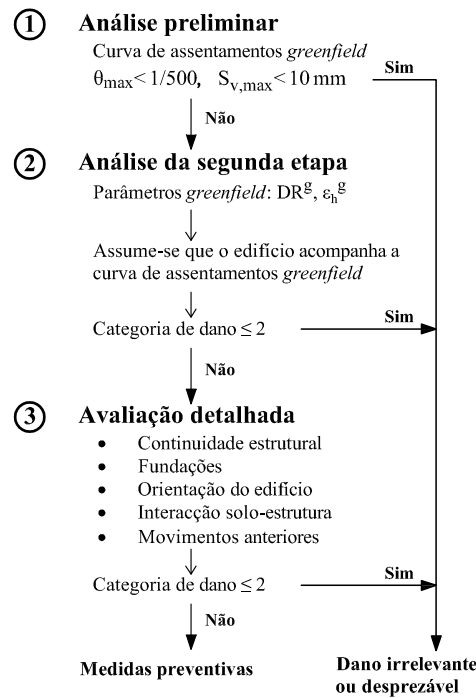 1 Análise preliminar
Curva de assentamentos greenfield
θmax < 1/500, Sv,max < 10 mm
Sim
Não
2 Análise da segunda etapa
Parâmetros greenfield: DRg, εhg
Assume-se que o edifício acompanha a
curva de assentamentos greenfield
Categoria de dano ≤ 2
Sim
Não
3 Avaliação detalhada
• Continuidade estrutural
• Fundações
• Orientação do edifício
• Interacção solo-estrutura
• Movimentos anteriores
Categoria de dano ≤ 2
Sim
Não
Medidas preventivas
Dano irrelevante
ou desprezável